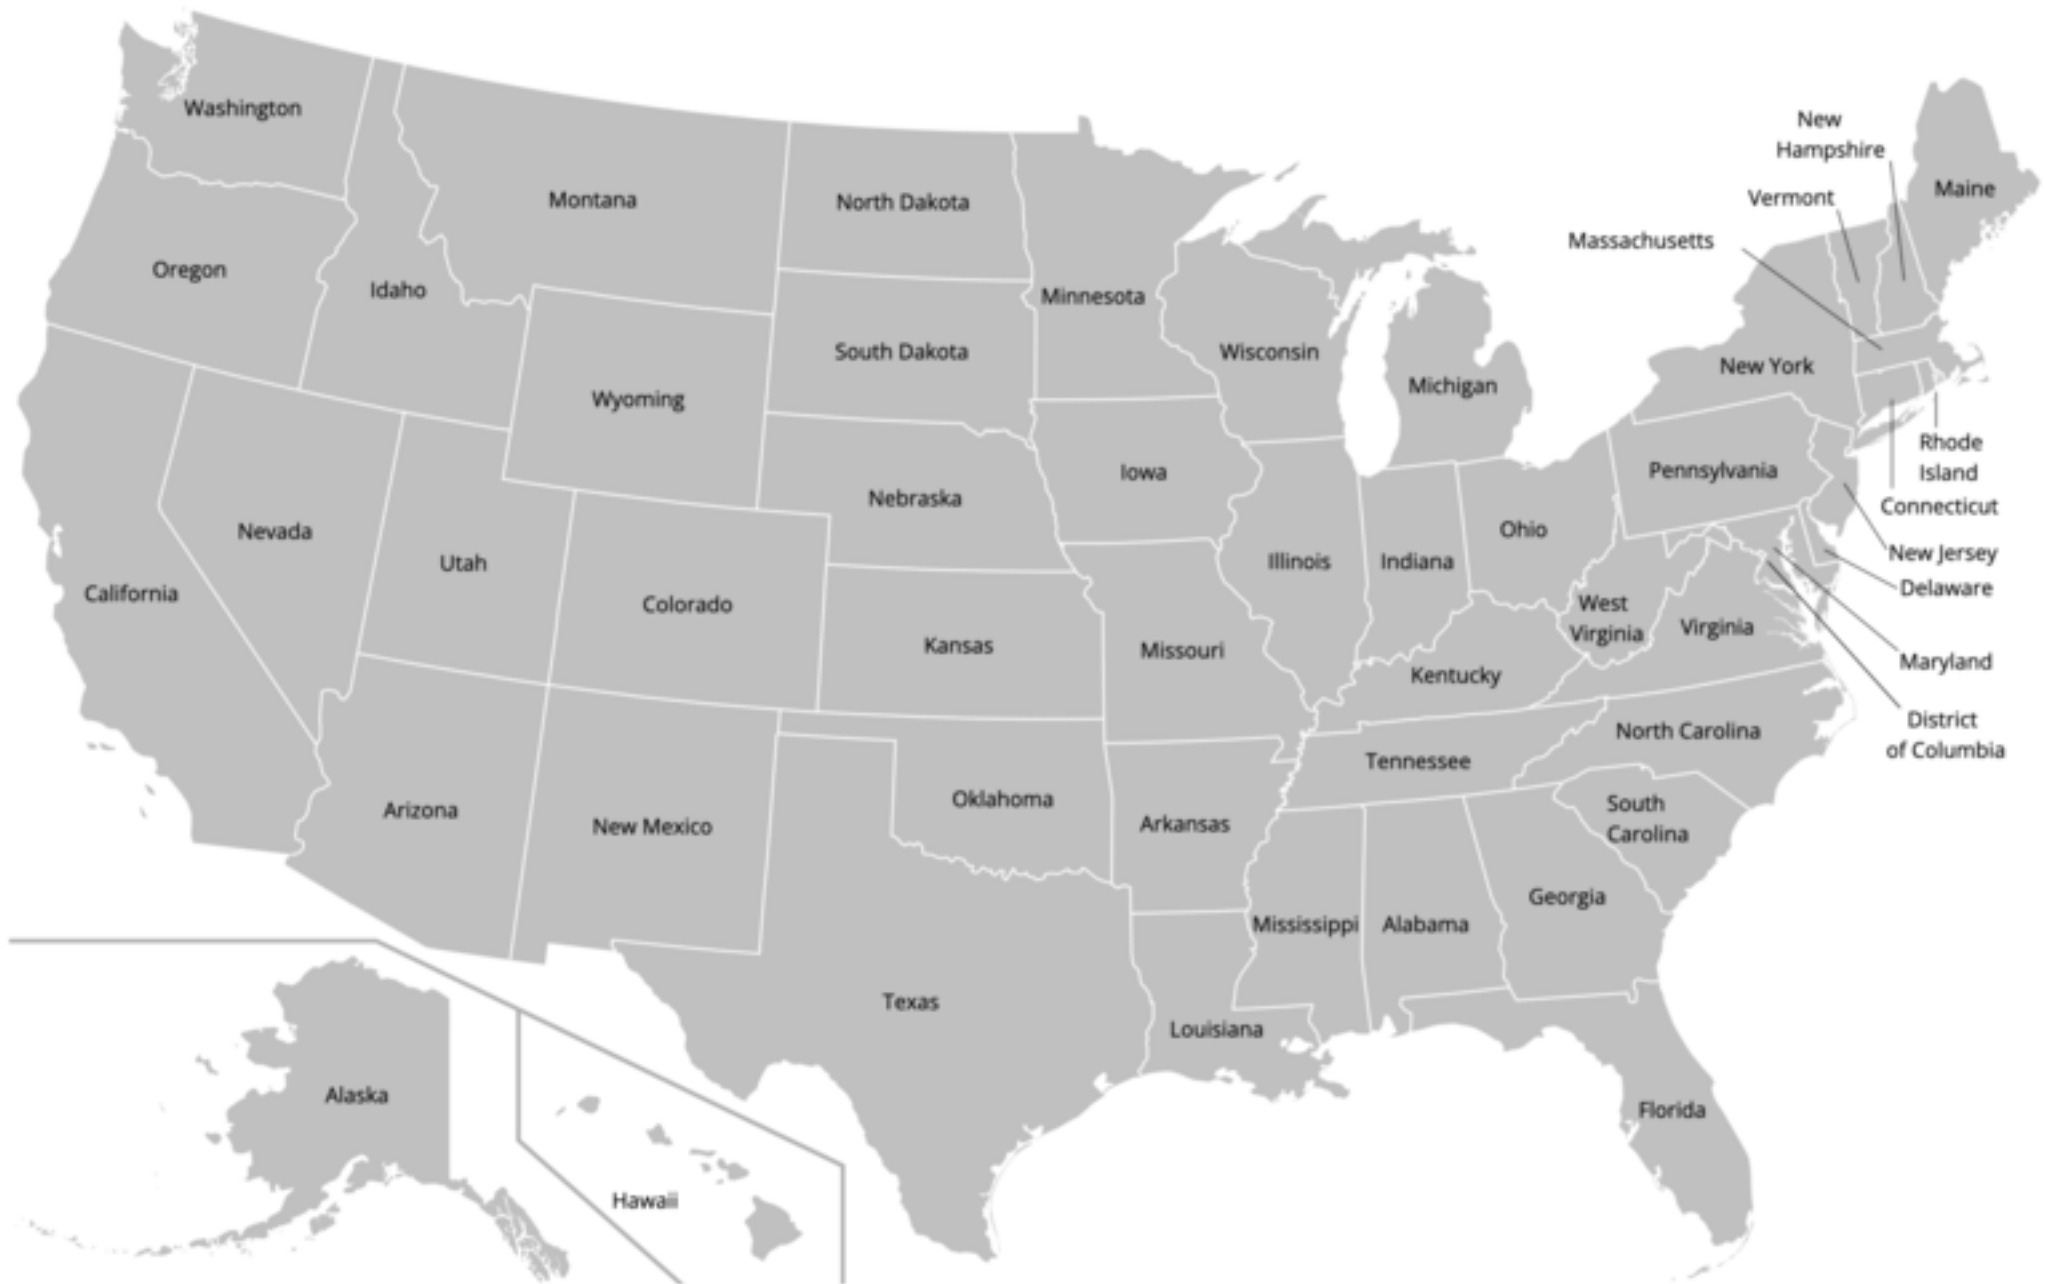 Washington
Montana
North Dakota
Minnesota
New
Hampshire
Vermont
Maine
Massachusetts
Oregon
Idaho
South Dakota
Wisconsin
Michigan
New York
Wyoming
Rhode
Island
Iowa
Pennsylvania
Nebraska
Connecticut
Nevada
Utah
Illinois
Indiana
Ohio
New Jersey
California
Colorado
Delaware
West
Virginia
Virginia
Kansas
Missouri
Kentucky
Maryland
District
of Columbia
North Carolina
Tennessee
Arizona
New Mexico
Oklahoma
Arkansas
South
Carolina
Georgia
Mississippi
Alabama
Texas
Louisiana
Alaska
Florida
Hawaii